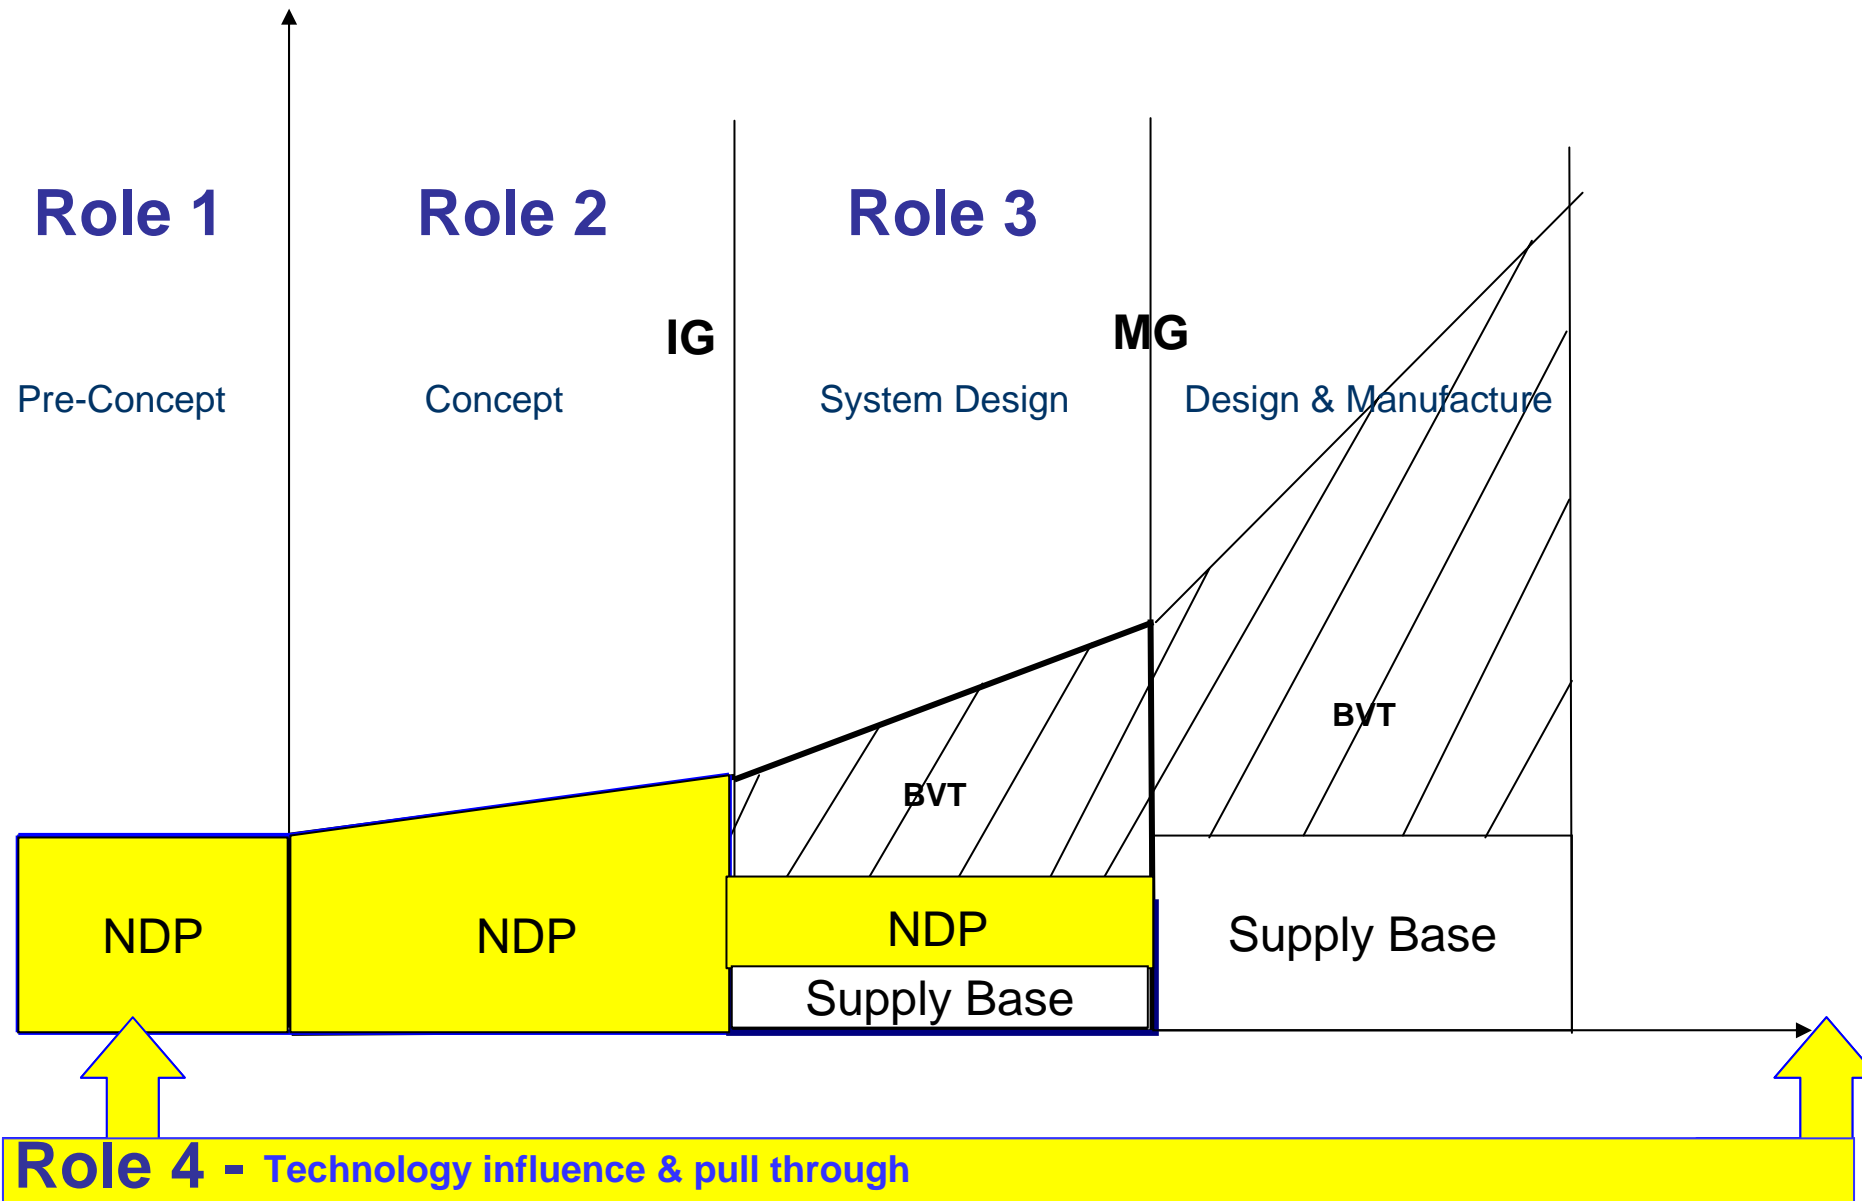 Role 1
Role 2
Role 3
IG
MG
Pre-Concept
Concept
System Design
Design & Manufacture
BVT
BVT
NDP
NDP
NDP
Supply Base
Supply Base
Role 4 - Technology influence & pull through